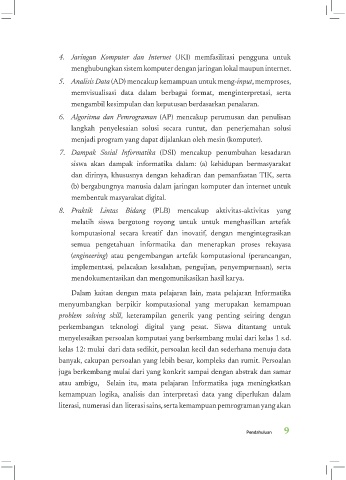 4. Jaringan Komputer dan Internet (JKI) memfasilitasi pengguna untuk
menghubungkan sistem komputer dengan jaringan lokal maupun internet.
5. Analisis Data (AD) mencakup kemampuan untuk meng-input, memproses,
memvisualisasi data dalam berbagai format, menginterpretasi, serta
mengambil kesimpulan dan keputusan berdasarkan penalaran.
6. Algoritma dan Pemrograman (AP) mencakup perumusan dan penulisan
langkah penyelesaian solusi secara runtut, dan penerjemahan solusi
menjadi program yang dapat dijalankan oleh mesin (komputer).
7. Dampak Sosial Informatika (DSI) mencakup penumbuhan kesadaran
siswa akan dampak informatika dalam: (a) kehidupan bermasyarakat
dan dirinya, khususnya dengan kehadiran dan pemanfaatan TIK, serta
(b) bergabungnya manusia dalam jaringan komputer dan internet untuk
membentuk masyarakat digital.
8. Praktik Lintas Bidang (PLB) mencakup aktivitas-aktivitas yang
melatih siswa bergotong royong untuk untuk menghasilkan artefak
komputasional secara kreatif dan inovatif, dengan mengintegrasikan
semua pengetahuan informatika dan menerapkan proses rekayasa
(engineering) atau pengembangan artefak komputasional (perancangan,
implementasi, pelacakan kesalahan, pengujian, penyempurnaan), serta
mendokumentasikan dan mengomunikasikan hasil karya.
Dalam kaitan dengan mata pelajaran lain, mata pelajaran Informatika
menyumbangkan berpikir komputasional yang merupakan kemampuan
problem solving skill, keterampilan generik yang penting seiring dengan
perkembangan teknologi digital yang pesat. Siswa ditantang untuk
menyelesaikan persoalan komputasi yang berkembang mulai dari kelas 1 s.d.
kelas 12: mulai dari data sedikit, persoalan kecil dan sederhana menuju data
banyak, cakupan persoalan yang lebih besar, kompleks dan rumit. Persoalan
juga berkembang mulai dari yang konkrit sampai dengan abstrak dan samar
atau ambigu, Selain itu, mata pelajaran Informatika juga meningkatkan
kemampuan logika, analisis dan interpretasi data yang diperlukan dalam
literasi, numerasi dan literasi sains, serta kemampuan pemrograman yang akan
Pendahuluan 9